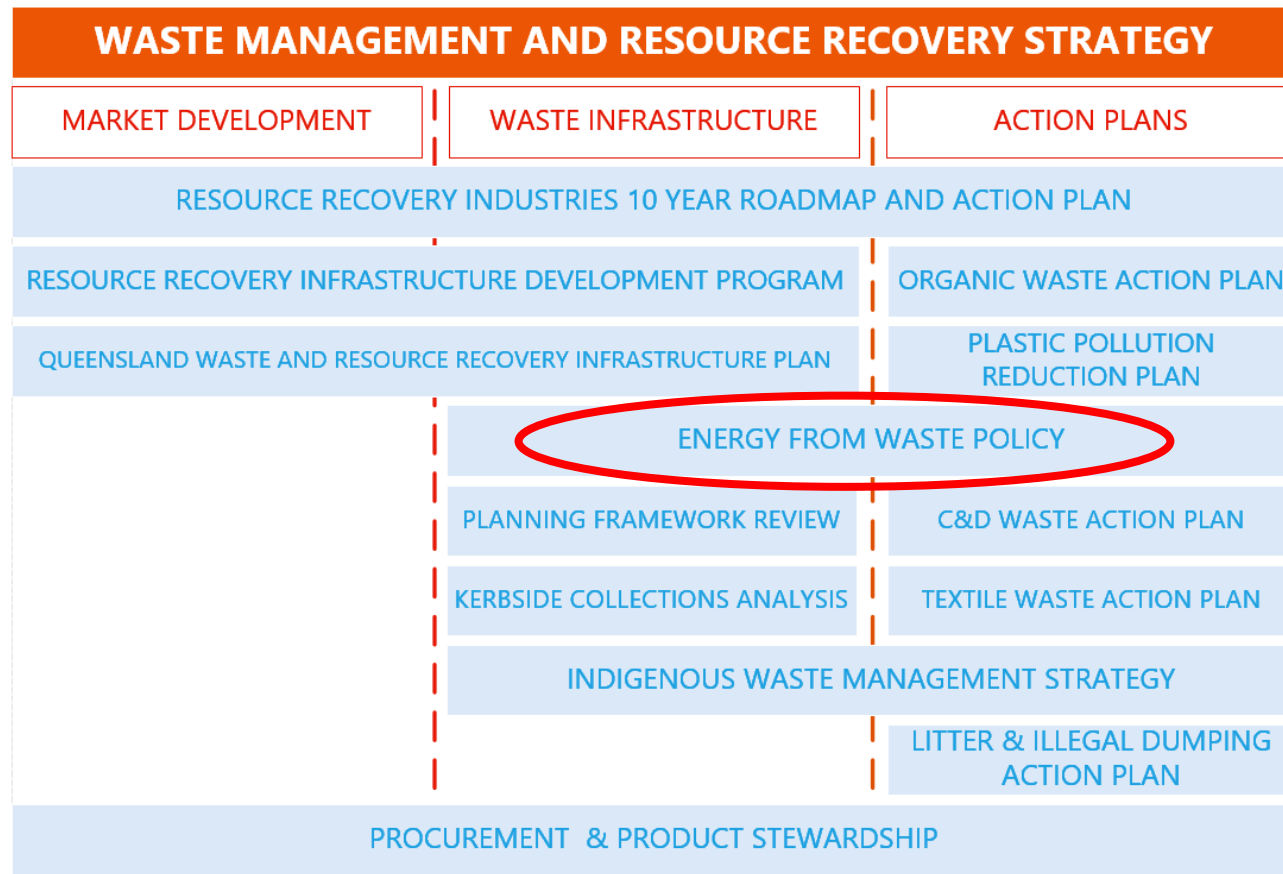 WASTE MANAGEMENT AND RESOURCE RECOVERY STRATEGY
MARKET DEVELOPMENT
WASTE INFRASTRUCTURE
ACTION PLANS
RESOURCE RECOVERY INDUSTRIES 10 YEAR ROADMAP AND ACTION PLAN
RESOURCE RECOVERY INFRASTRUCTURE DEVELOPMENT PROGRAM
ORGANIC WASTE ACTION PLAN
QUEENSLAND WASTE AND RESOURCE RECOVERY INFRASTRUCTURE PLAN
PLASTIC POLLUTION
REDUCTION PLAN
ENERGY FROM WASTE POLICY
PLANNING FRAMEWORK REVIEW
C&D WASTE ACTION PLAN
KERBSIDE COLLECTIONS ANALYSIS
TEXTILE WASTE ACTION PLAN
INDIGENOUS WASTE MANAGEMENT STRATEGY
LITTER & ILLEGAL DUMPING
ACTION PLAN
PROCUREMENT & PRODUCT STEWARDSHIP